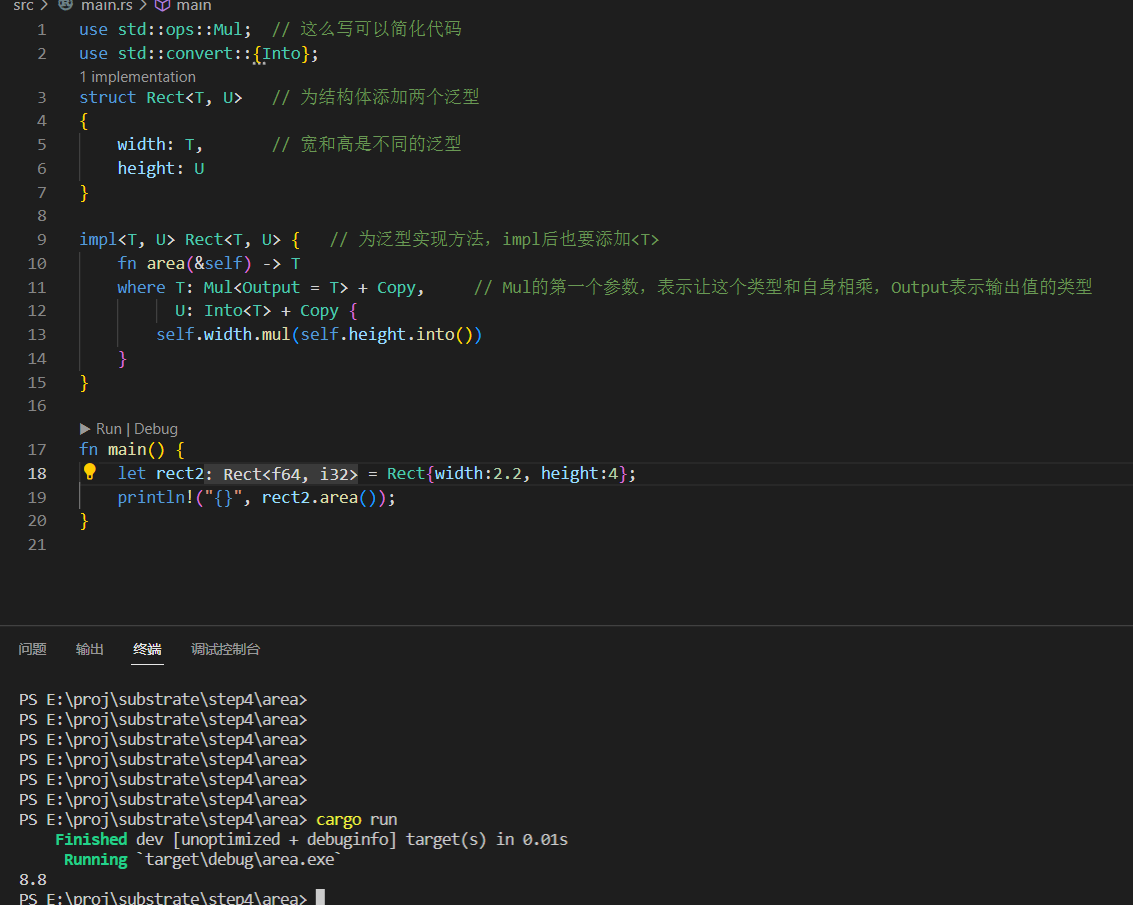 src > main.rs > main
1 use std::ops::Mul;  // 这么写可以简化代码
2 use std::convert::{Into};
1 implementation
3 struct Rect<T, U>   // 为结构体添加两个泛型
4 {
5     width: T,       // 宽和高是不同的泛型
6     height: U
7 }
8
9 impl<T, U> Rect<T, U> {   // 为泛型实现方法，impl后也要添加<T>
10     fn area(&self) -> T
11     where T: Mul<Output = T> + Copy,     // Mul的第一个参数，表示让这个类型和自身相乘，Output表示输出值的类型
12           U: Into<T> + Copy {
13         self.width.mul(self.height.into())
14     }
15 }
16
▶ Run | Debug
17 fn main() {
18     let rect2: Rect<f64, i32> = Rect{width:2.2, height:4};
19     println!("{}", rect2.area());
20 }
21
问题 输出 终端 调试控制台
PS E:\proj\substrate\step4\area>
PS E:\proj\substrate\step4\area>
PS E:\proj\substrate\step4\area>
PS E:\proj\substrate\step4\area>
PS E:\proj\substrate\step4\area>
PS E:\proj\substrate\step4\area>
PS E:\proj\substrate\step4\area> cargo run
    Finished dev [unoptimized + debuginfo] target(s) in 0.01s
     Running `target\debug\area.exe`
8.8
PS E:\proj\substrate\step4\area>